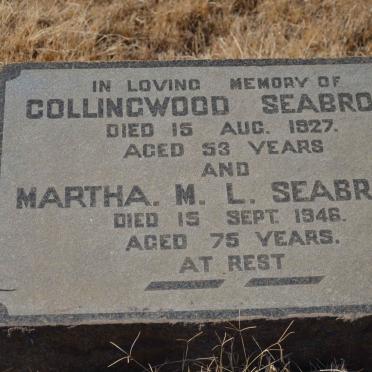 IN LOVING MEMORY OF
COLLINGWOOD SEABRO
DIED 15 AUG. 1927.
AGED 53 YEARS
AND
MARTHA. M. L. SEABR
DIED 15 SEPT. 1946.
AGED 75 YEARS.
AT REST